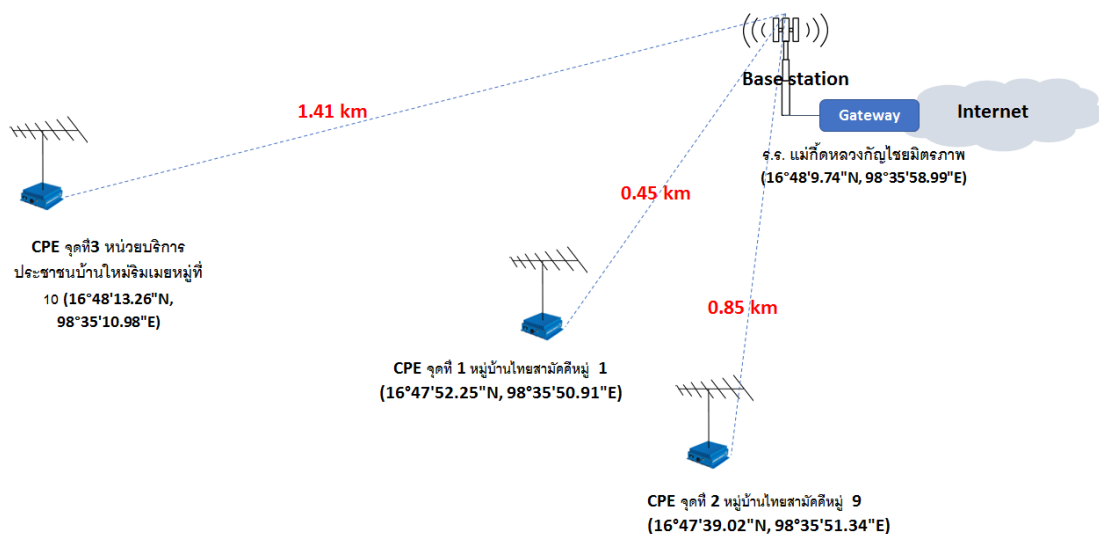 Base station
1.41 km
Gateway
Internet
ร.ร. แม่กึ๊ดหลวงกัญไชยมิตรภาพ
(16°48'9.74"N, 98°35'58.99"E)
0.45 km
CPE จุดที่3 หน่วยบริการ
ประชาชนบ้านใหม่ริมเมยหมู่ที่
10 (16°48'13.26"N,
98°35'10.98"E)
0.85 km
CPE จุดที่ 1 หมู่บ้านไทยสามัคคีหมู่ 1
(16°47'52.25"N, 98°35'50.91"E)
CPE จุดที่ 2 หมู่บ้านไทยสามัคคีหมู่ 9
(16°47'39.02"N, 98°35'51.34"E)